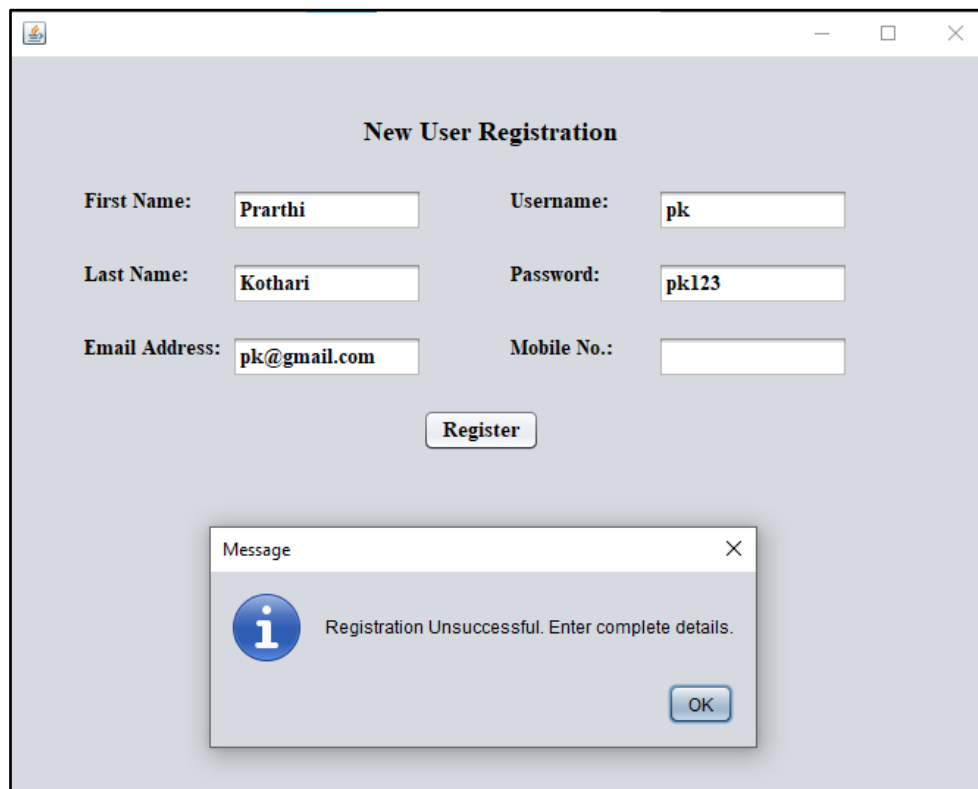 New User Registration
First Name: Prarthi Username: pk
Last Name: Kothari Password: pk123
Email Address: pk@gmail.com Mobile No.:
Register
Message
Registration Unsuccessful. Enter complete details.
OK